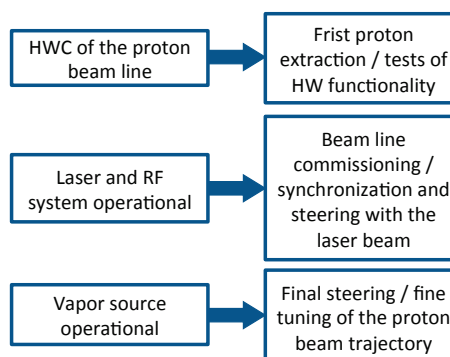 HWC of the proton
beam line
Frist proton
extraction / tests of
HW functionality
Laser and RF
system operational
Beam line
commissioning /
synchronization and
steering with the
laser beam
Vapor source
operational
Final steering / fine
tuning of the proton
beam trajectory